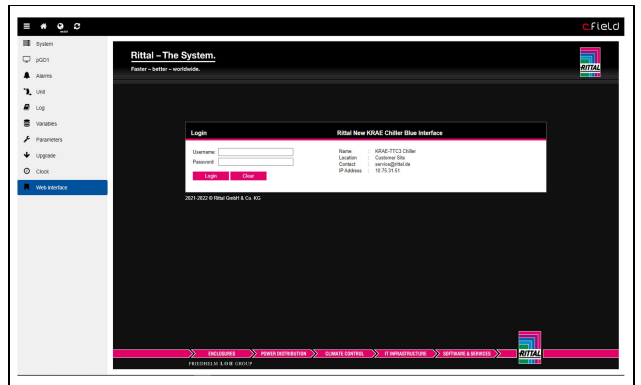 c.field
System
pGD1
Alarms
Unit
Log
Variables
Parameters
Upgrade
Clock
Web interface
Rittal – The System.
Faster – better – worldwide.
RITTAL
Login
Rittal New KRAE Chiller Blue Interface
Username:
Password:
Login Clear
Name : KRAE-TTC3 Chiller
Location : Customer Site
Contact : service@rittal.de
IP Address : 10.75.31.51
2021-2022 © Rittal GmbH & Co. KG
ENCLOSURES POWER DISTRIBUTION CLIMATE CONTROL IT INFRASTRUCTURE SOFTWARE & SERVICES
RITTAL
FRIEDHELM LOH GROUP